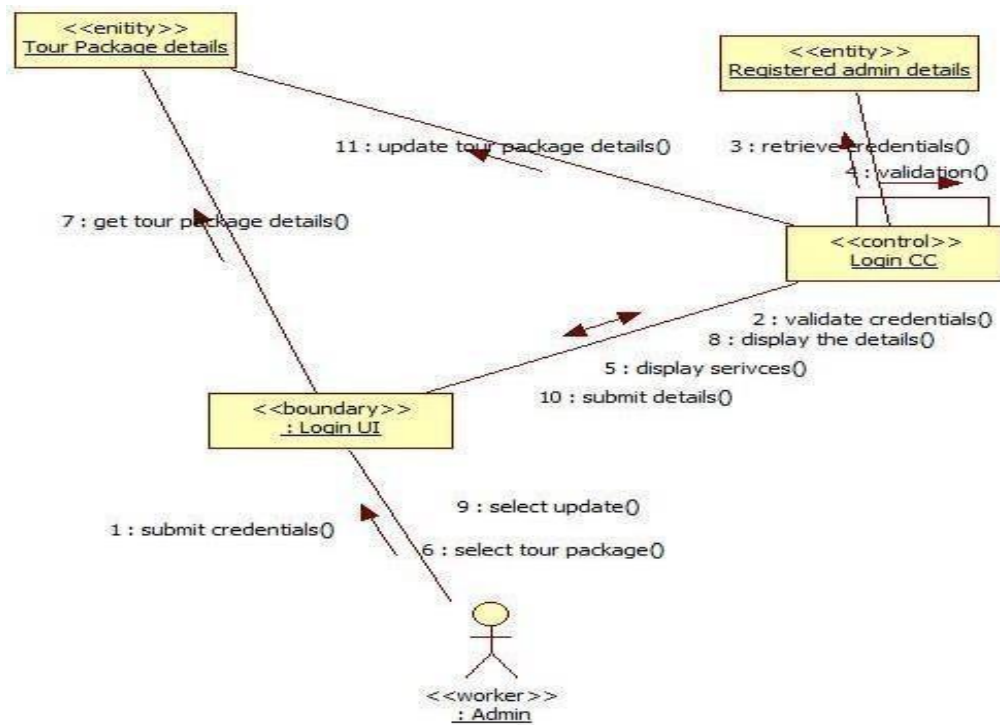 <<enitity>>
Tour Package details
<<entity>>
Registered admin details
11 : update tour package details()
3 : retrieve credentials()
4 : validation()
7 : get tour package details()
<<control>>
Login CC
2 : validate credentials()
8 : display the details()
5 : display serivces()
10 : submit details()
<<boundary>>
: Login UI
9 : select update()
1 : submit credentials()
6 : select tour package()
<<worker>>
: Admin